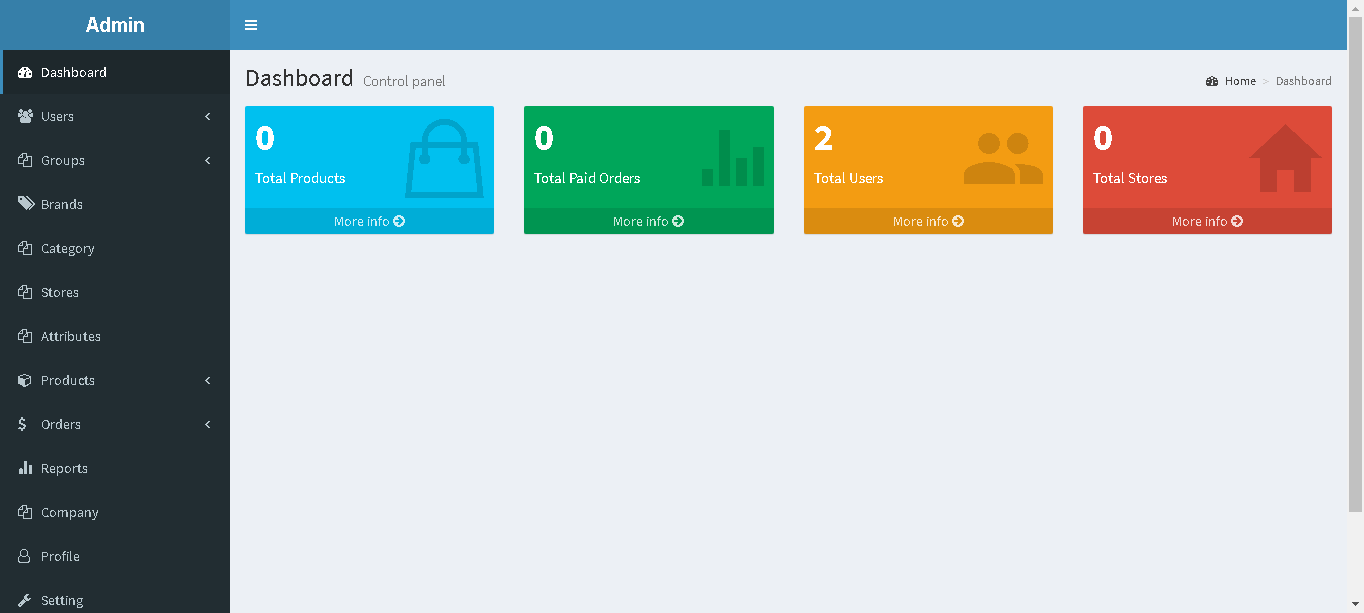 Admin
Dashboard
Users
Groups
Brands
Category
Stores
Attributes
Products
Orders
Reports
Company
Profile
Setting
Dashboard Control panel
Home > Dashboard
0
Total Products
More info
0
Total Paid Orders
More info
2
Total Users
More info
0
Total Stores
More info